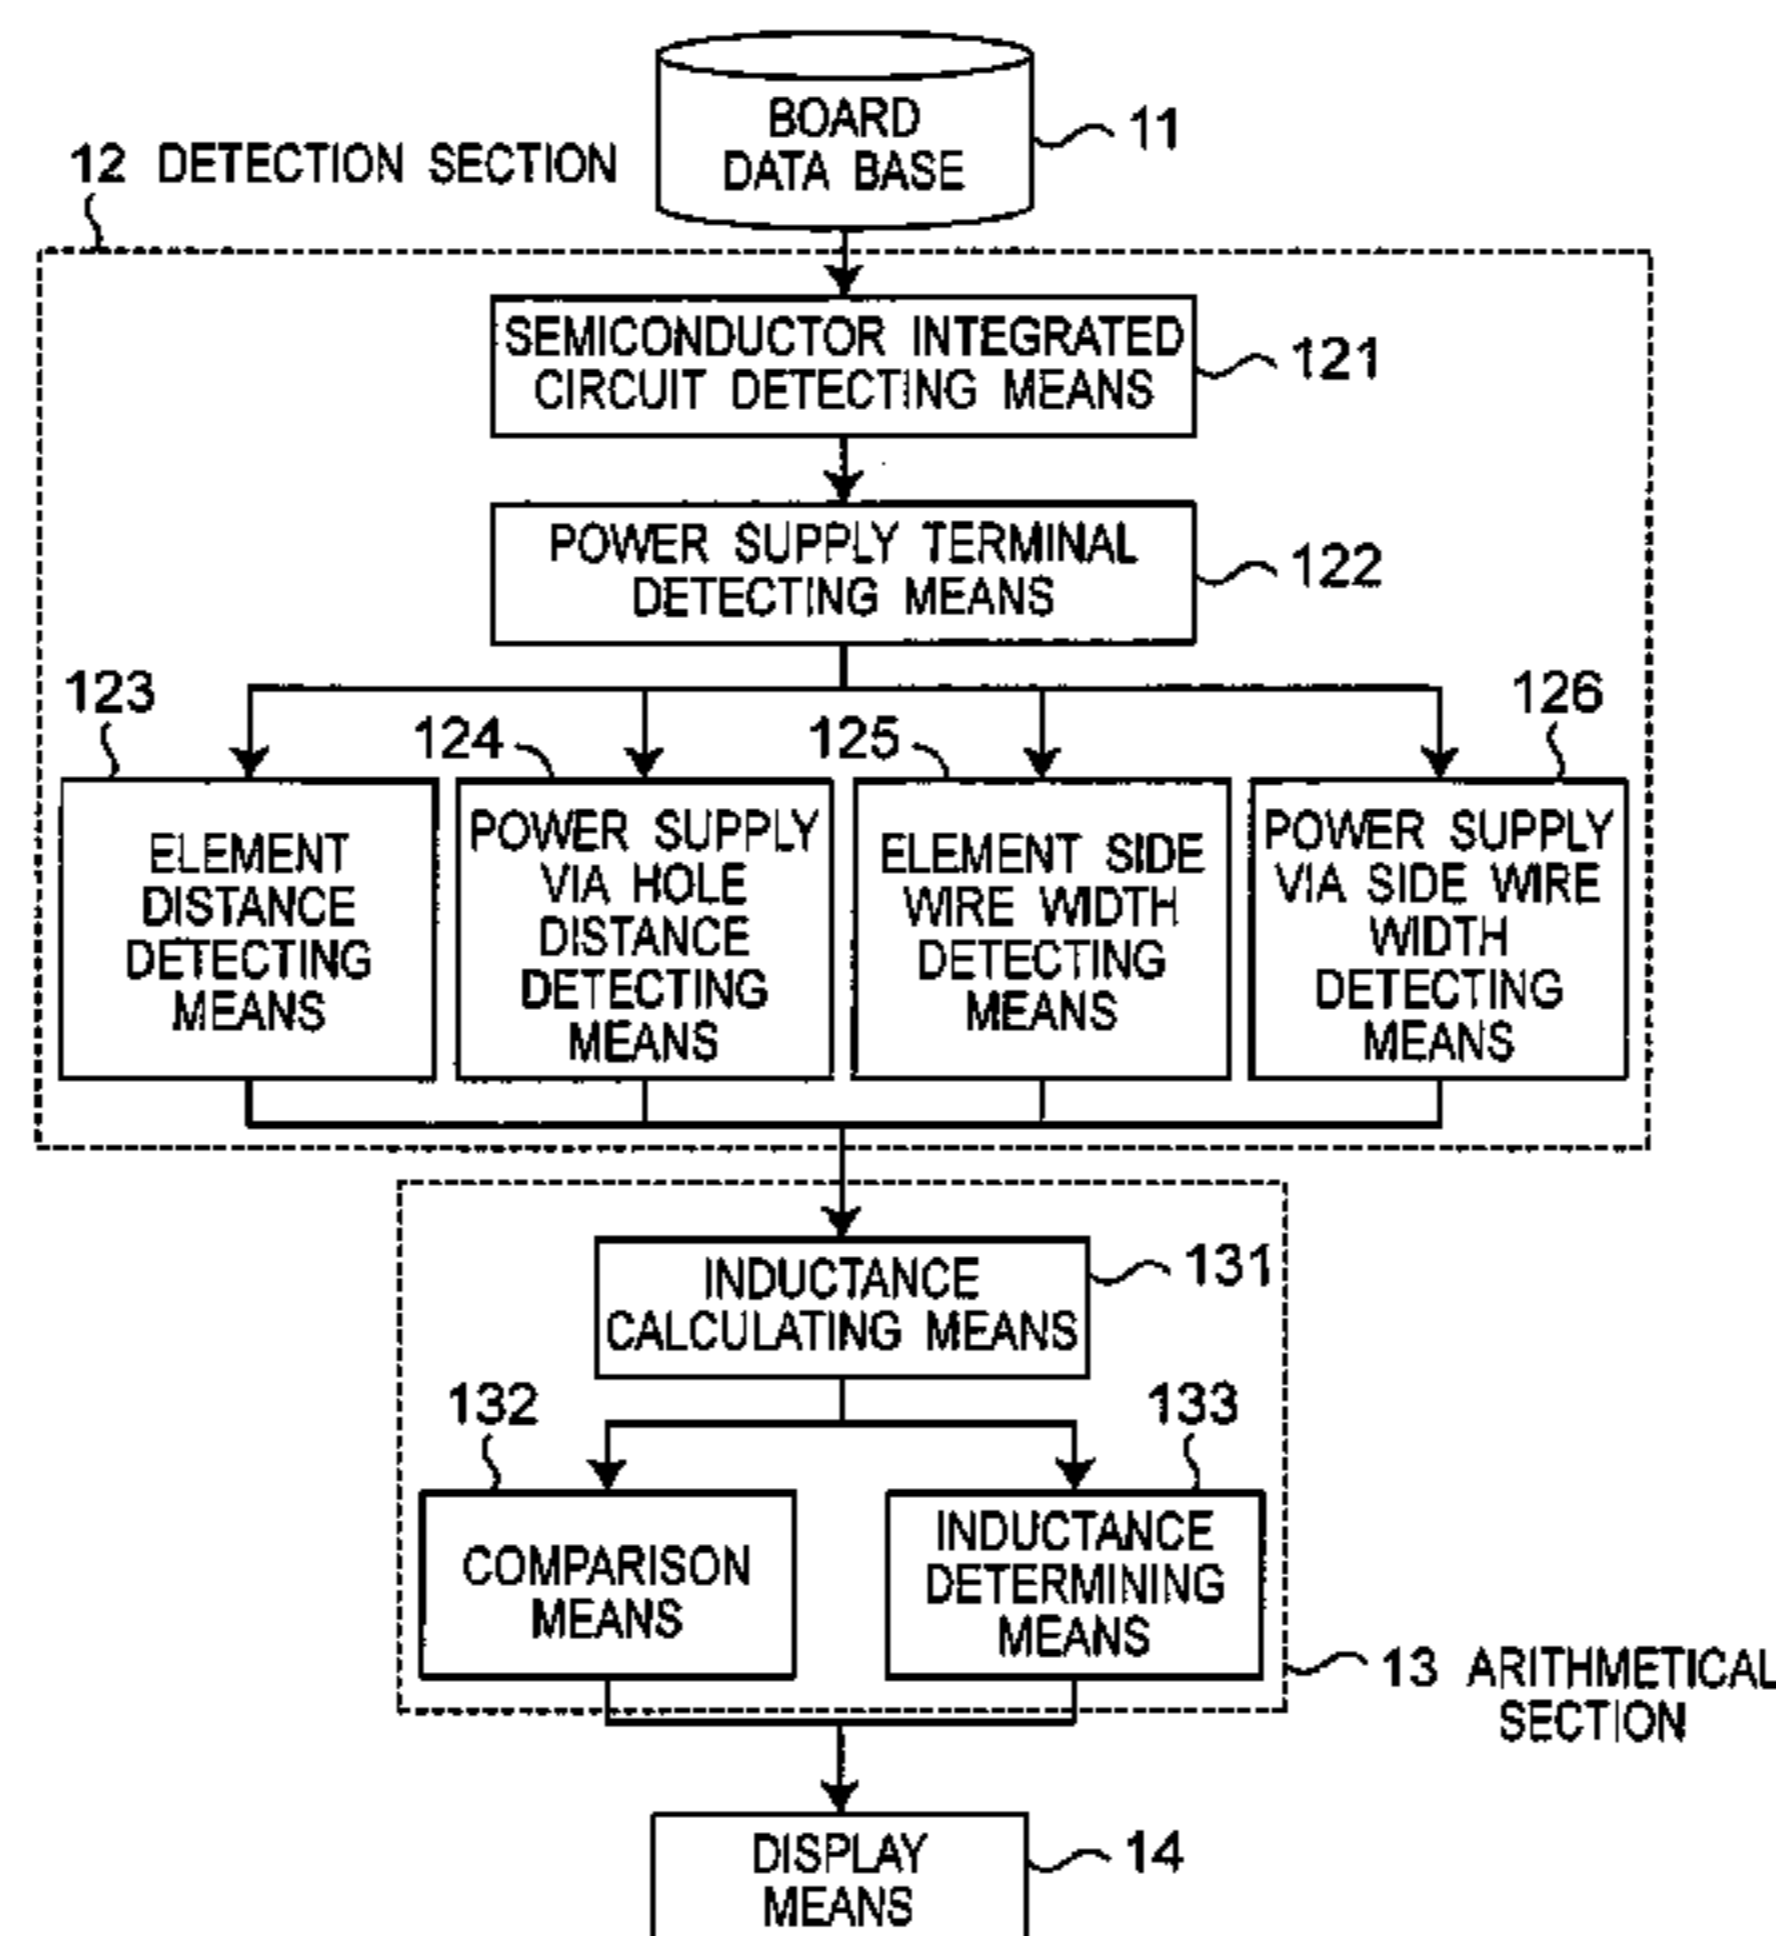 BOARD
DATA BASE
11
12 DETECTION SECTION
SEMICONDUCTOR INTEGRATED
CIRCUIT DETECTING MEANS
121
POWER SUPPLY TERMINAL
DETECTING MEANS
122
123
124
125
126
ELEMENT
DISTANCE
DETECTING
MEANS
POWER SUPPLY
VIA HOLE
DISTANCE
DETECTING
MEANS
ELEMENT SIDE
WIRE WIDTH
DETECTING
MEANS
POWER SUPPLY
VIA SIDE WIRE
WIDTH
DETECTING
MEANS
INDUCTANCE
CALCULATING MEANS
131
132
133
COMPARISON
MEANS
INDUCTANCE
DETERMINING
MEANS
13 ARITHMETICAL
SECTION
DISPLAY
MEANS
14